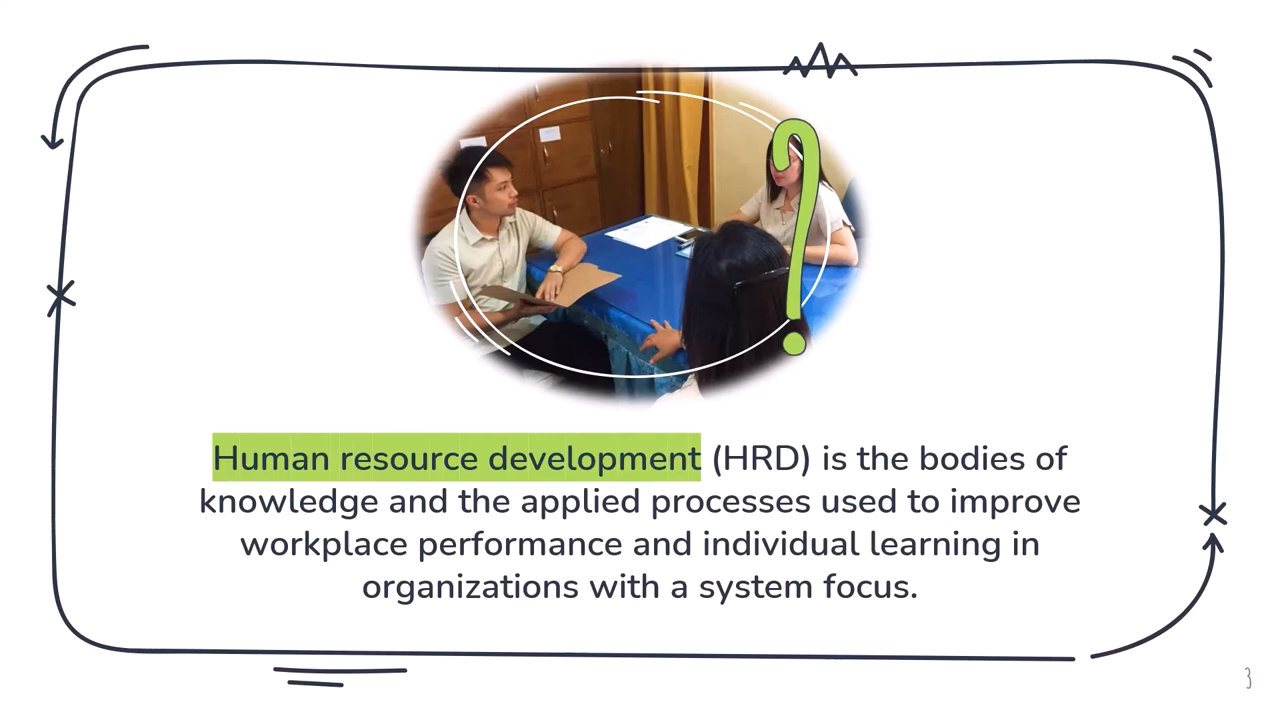 Human resource development (HRD) is the bodies of
knowledge and the applied processes used to improve
workplace performance and individual learning in
organizations with a system focus.
3